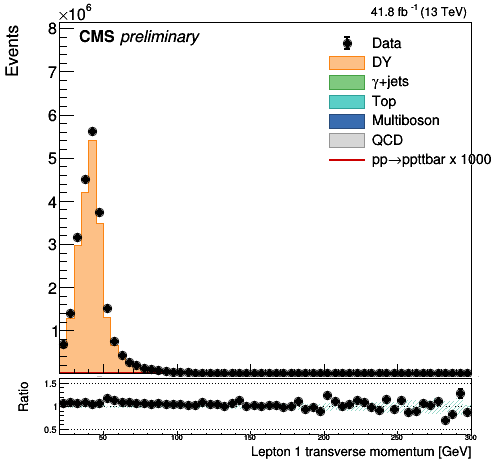 ×10⁶
41.8 fb⁻¹ (13 TeV)
CMS preliminary
Events
8
7
6
5
4
3
2
1
Data
DY
γ+jets
Top
Multiboson
QCD
pp→ppttbar x 1000
Ratio
1.5
1
0.5
50 100 150 200 250 300
Lepton 1 transverse momentum [GeV]